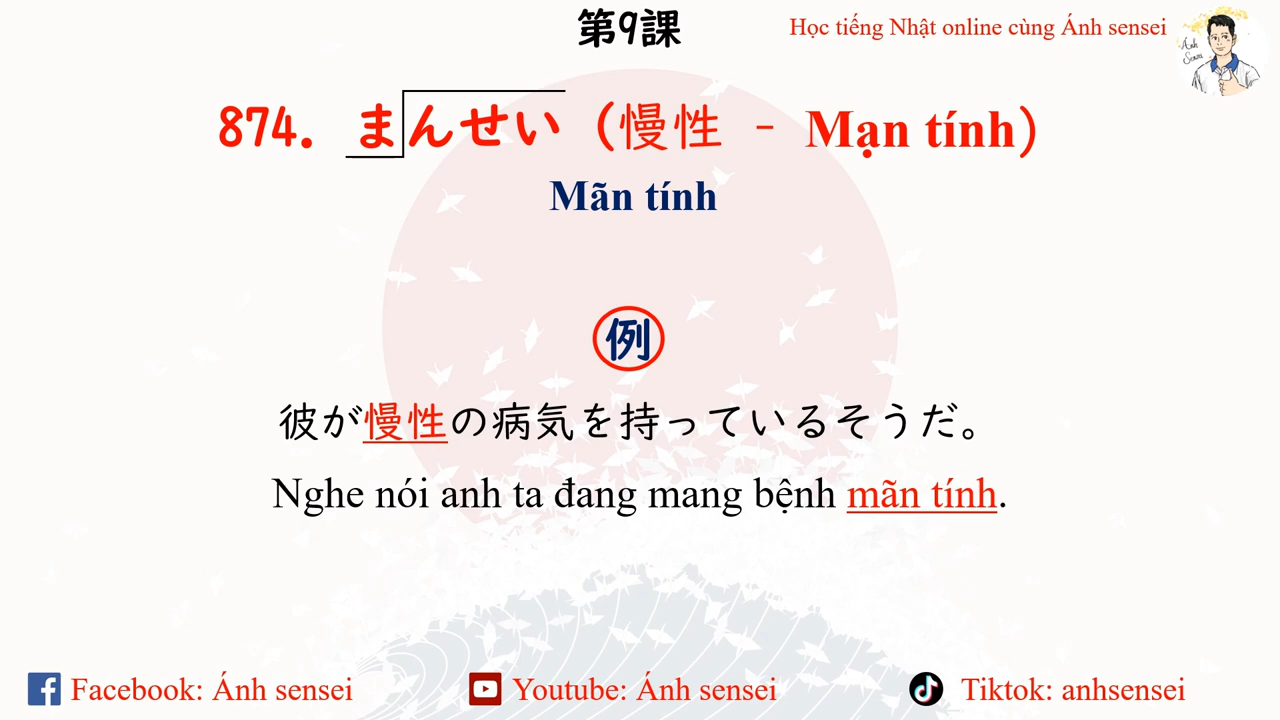 第9課
Học tiếng Nhật online cùng Ánh sensei
Ánh Sensei
874. まんせい (慢性 - Mạn tính)
Mãn tính
例
彼が慢性の病気を持っているそうだ。
Nghe nói anh ta đang mang bệnh mãn tính.
Facebook: Ánh sensei
Youtube: Ánh sensei
Tiktok: anhsensei